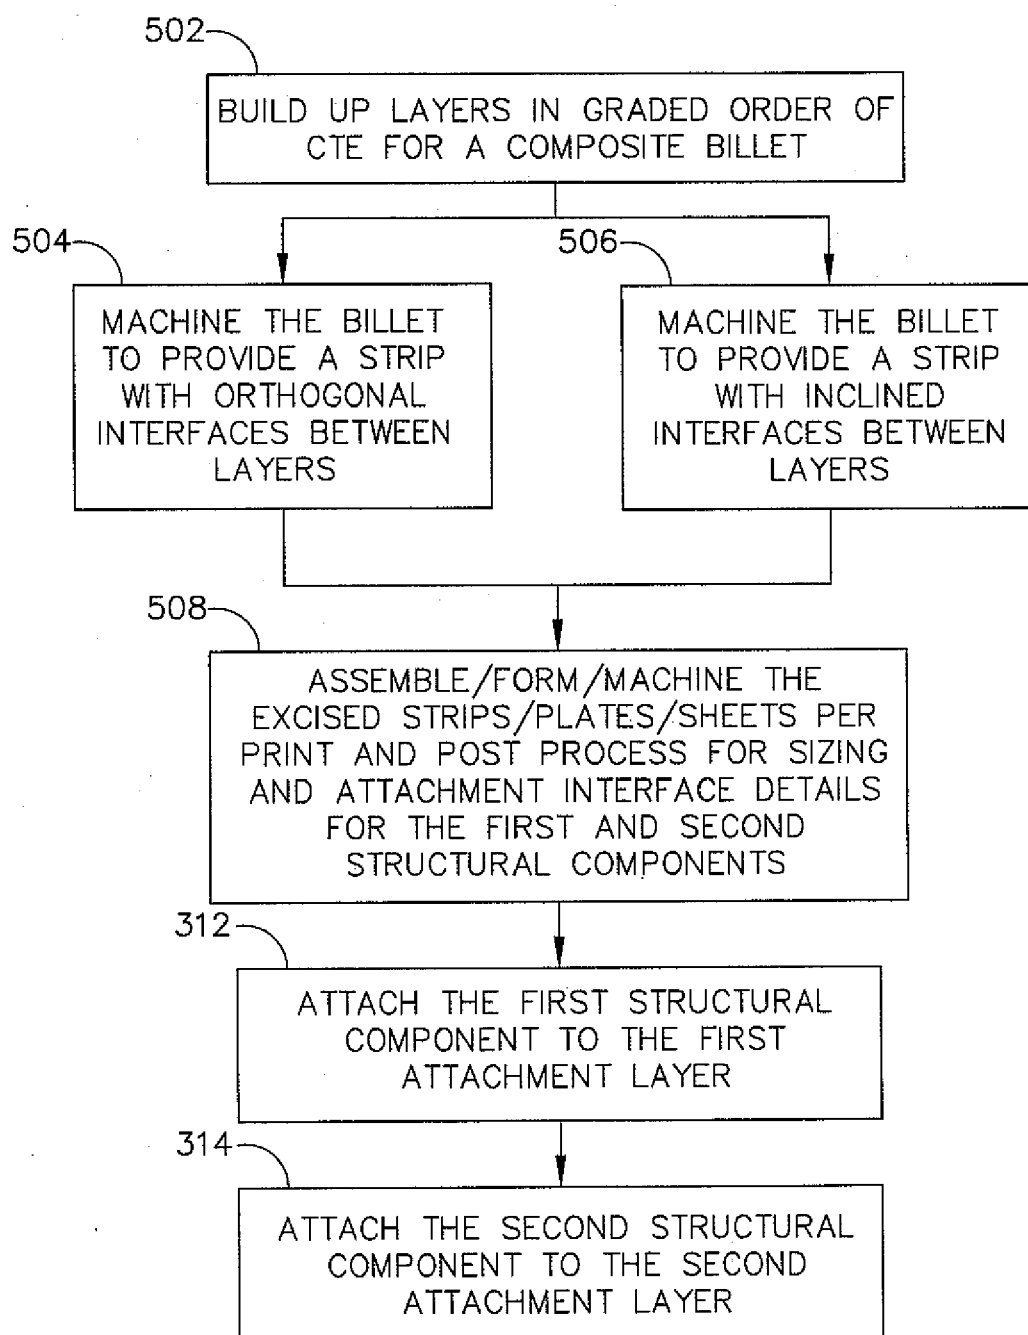 502
BUILD UP LAYERS IN GRADED ORDER OF
CTE FOR A COMPOSITE BILLET
504
MACHINE THE BILLET
TO PROVIDE A STRIP
WITH ORTHOGONAL
INTERFACES BETWEEN
LAYERS
506
MACHINE THE BILLET
TO PROVIDE A STRIP
WITH INCLINED
INTERFACES BETWEEN
LAYERS
508
ASSEMBLE/FORM/MACHINE THE
EXCISED STRIPS/PLATES/SHEETS PER
PRINT AND POST PROCESS FOR SIZING
AND ATTACHMENT INTERFACE DETAILS
FOR THE FIRST AND SECOND
STRUCTURAL COMPONENTS
312
ATTACH THE FIRST STRUCTURAL
COMPONENT TO THE FIRST
ATTACHMENT LAYER
314
ATTACH THE SECOND STRUCTURAL
COMPONENT TO THE SECOND
ATTACHMENT LAYER